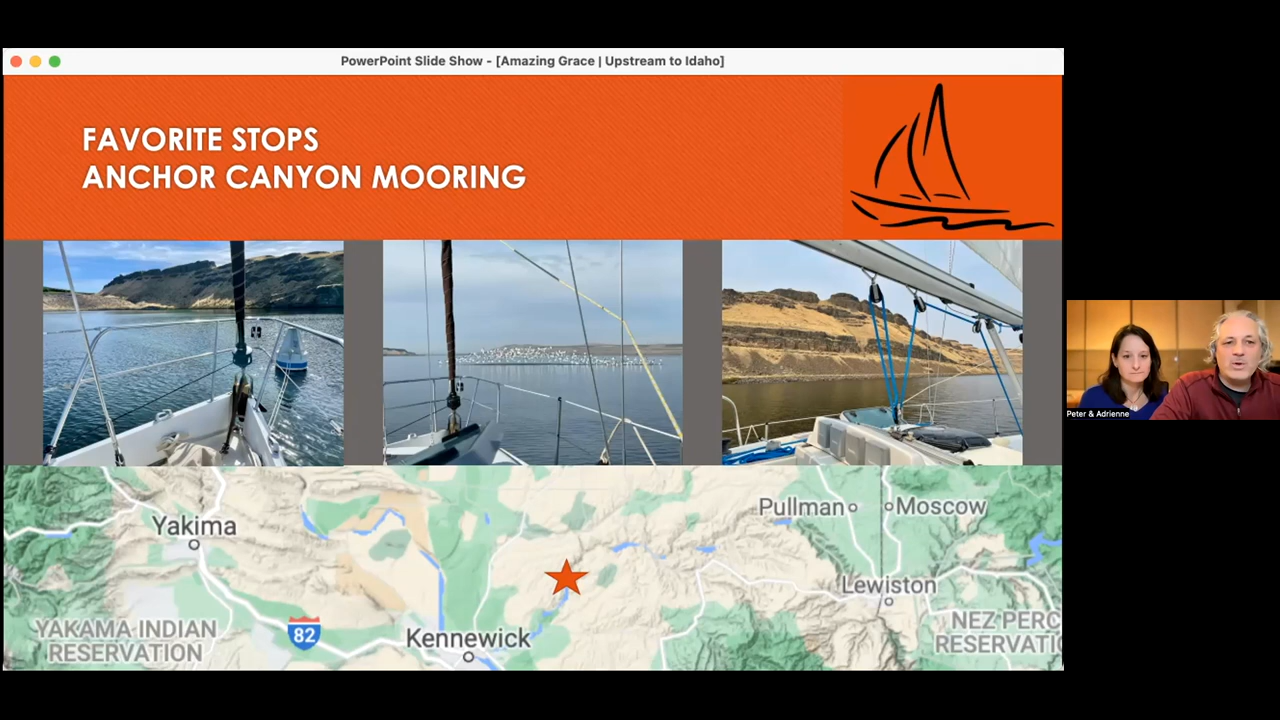 PowerPoint Slide Show - [Amazing Grace | Upstream to Idaho]
FAVORITE STOPS
ANCHOR CANYON MOORING
Pullman
Moscow
Yakima
Lewiston
YAKAMA INDIAN
RESERVATION
82
Kennewick
NEZ PERC
RESERVATI
Peter & Adrienne